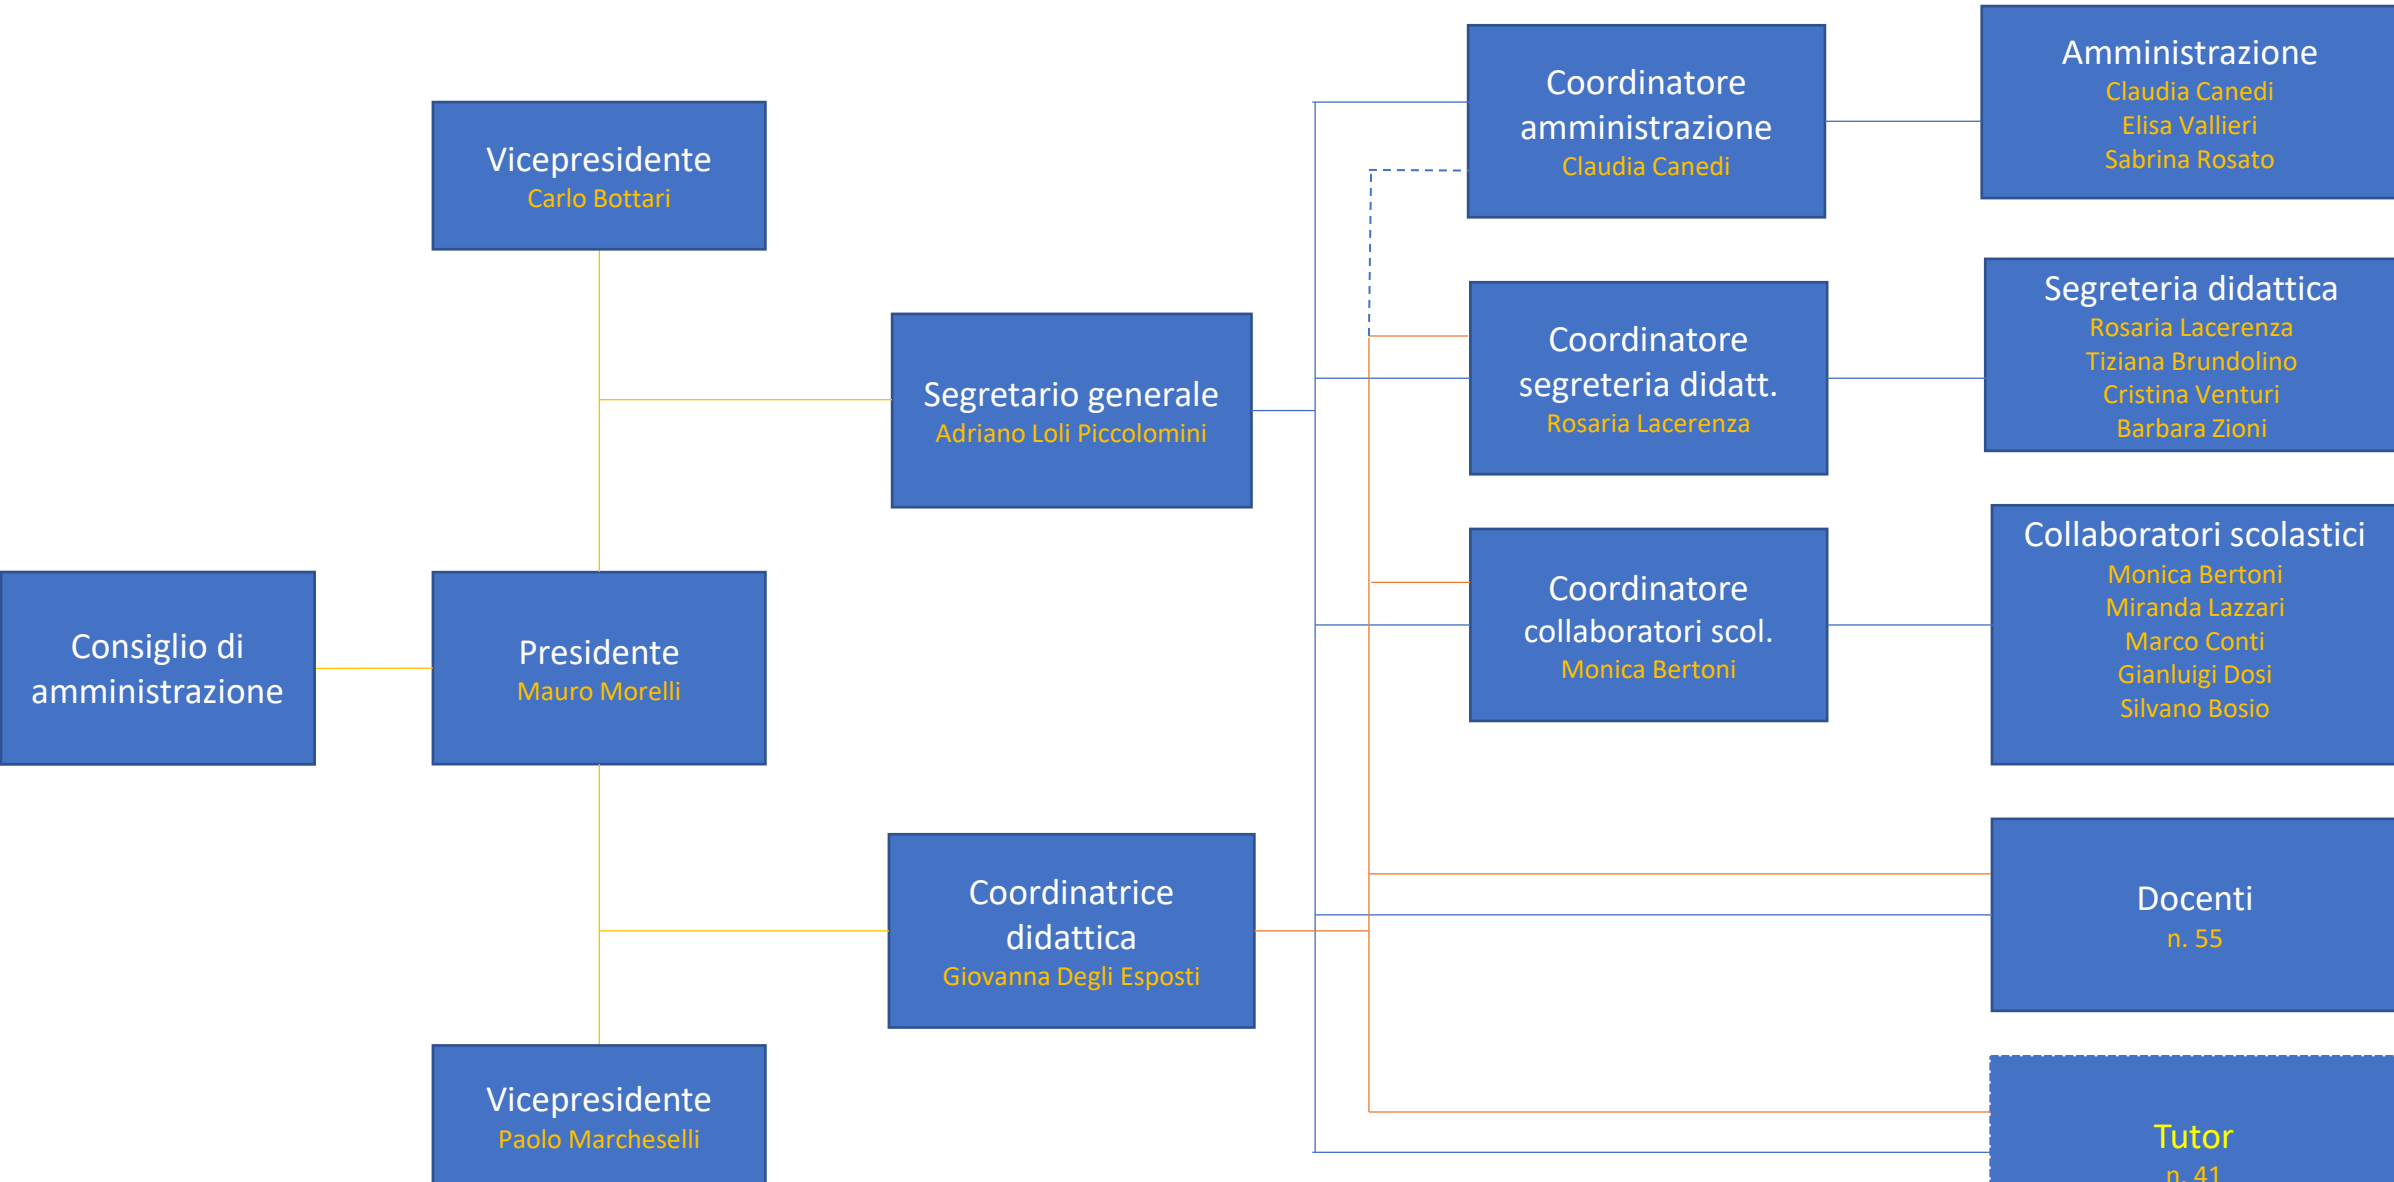 Consiglio di
amministrazione
Vicepresidente
Carlo Bottari
Presidente
Mauro Morelli
Vicepresidente
Paolo Marcheselli
Segretario generale
Adriano Loli Piccolomini
Coordinatrice
didattica
Giovanna Degli Esposti
Coordinatore
amministrazione
Claudia Canedi
Coordinatore
segreteria didatt.
Rosaria Lacerenza
Coordinatore
collaboratori scol.
Monica Bertoni
Amministrazione
Claudia Canedi
Elisa Vallieri
Sabrina Rosato
Segreteria didattica
Rosaria Lacerenza
Tiziana Brundolino
Cristina Venturi
Barbara Zioni
Collaboratori scolastici
Monica Bertoni
Miranda Lazzari
Marco Conti
Gianluigi Dosi
Silvano Bosio
Docenti
n. 55
Tutor
n. 41